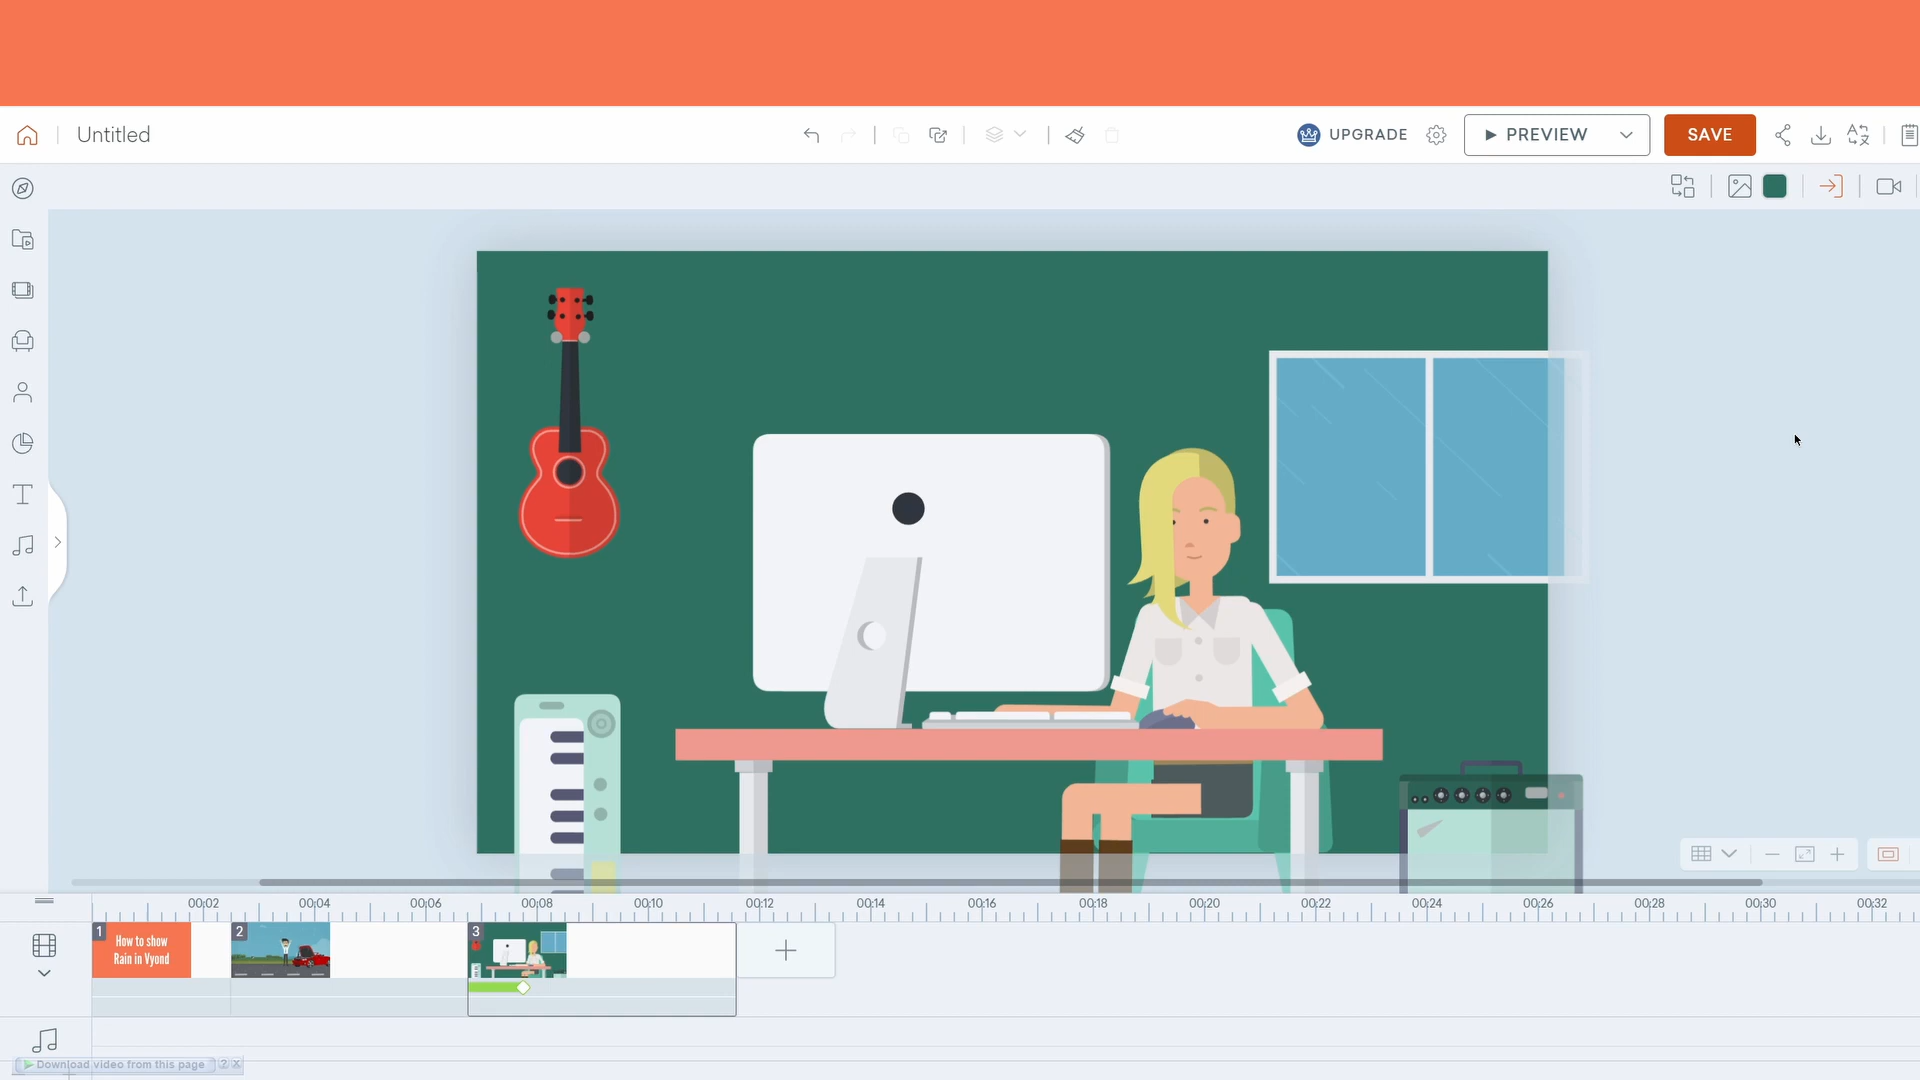 Untitled
UPGRADE
PREVIEW
SAVE
00:02 00:04 00:06 00:08 00:10 00:12 00:14 00:16 00:18 00:20 00:22 00:24 00:26 00:28 00:30 00:32
1
How to show
Rain in Vyond
2
3
Download video from this page ? X